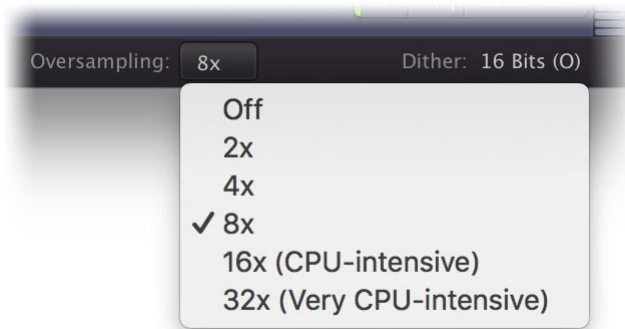 Oversampling: 8x Dither: 16 Bits (O)
Off
2x
4x
✓ 8x
16x (CPU-intensive)
32x (Very CPU-intensive)